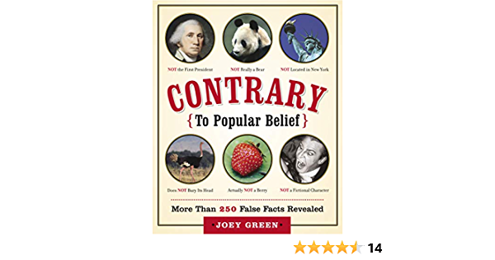 NOT the First President
NOT Really a Bear
NOT Located in New York
CONTRARY
{To Popular Belief}
Does NOT Bury Its Head
Actually NOT a Berry
NOT a Fictional Character
More Than 250 False Facts Revealed
JOEY GREEN
14